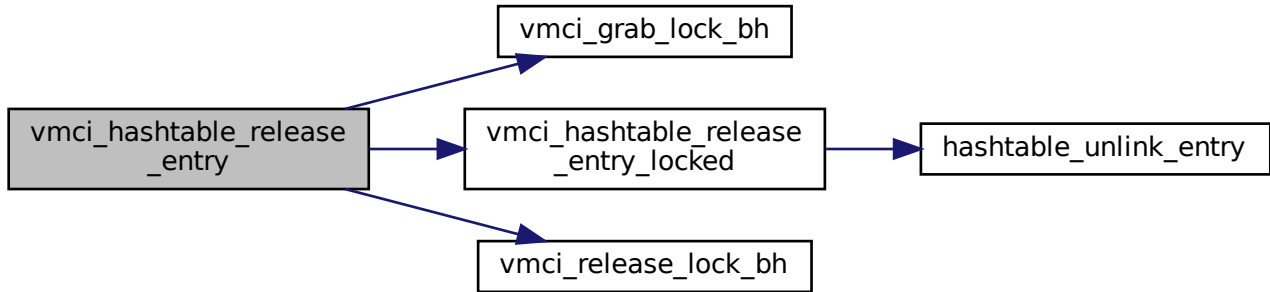 vmci_grab_lock_bh
vmci_hashtable_release
_entry
vmci_hashtable_release
_entry_locked
hashtable_unlink_entry
vmci_release_lock_bh